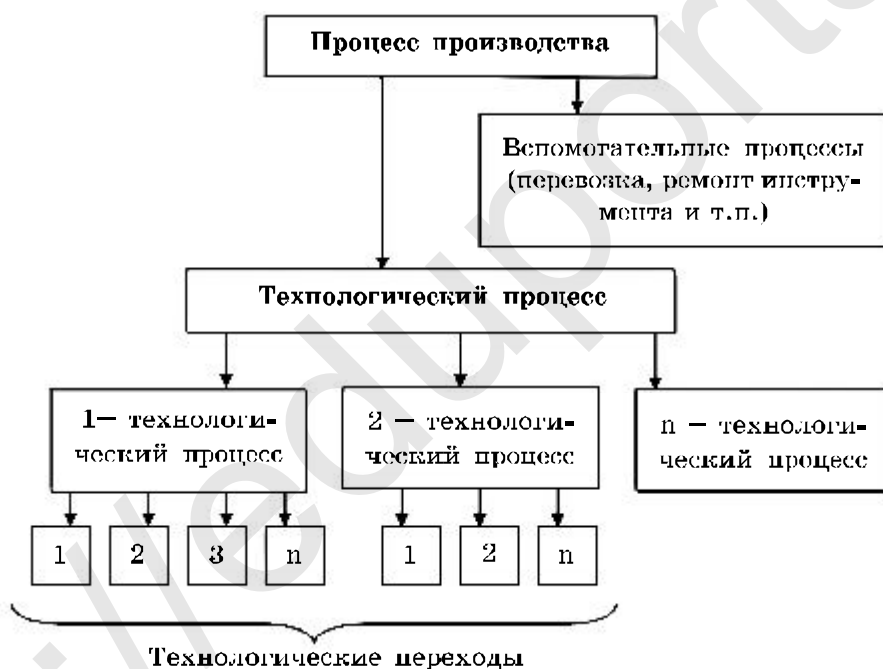 Процесс производства
Вспомогательные процессы
(перевозка, ремонт инстру-
мента и т.п.)
Технологический процесс
1– технологи-
ческий процесс
2 – технологи-
ческий процесс
n – технологи-
ческий процесс
1 2 3 n 1 2 n
Технологические переходы